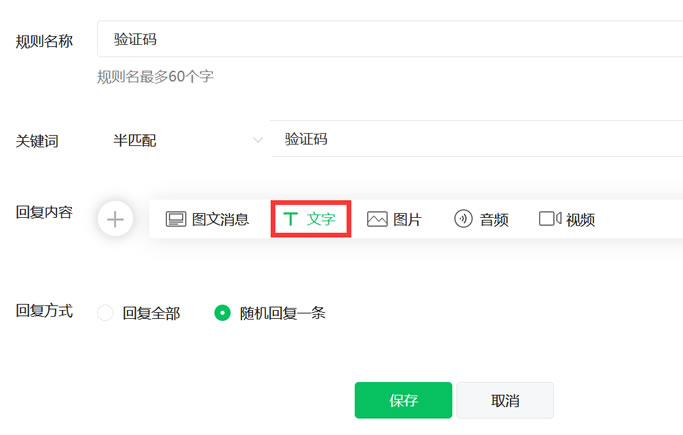 规则名称 验证码
规则名最多60个字
关键词 半匹配 验证码
回复内容 图文消息 文字 图片 音频 视频
回复方式 回复全部 随机回复一条
保存 取消